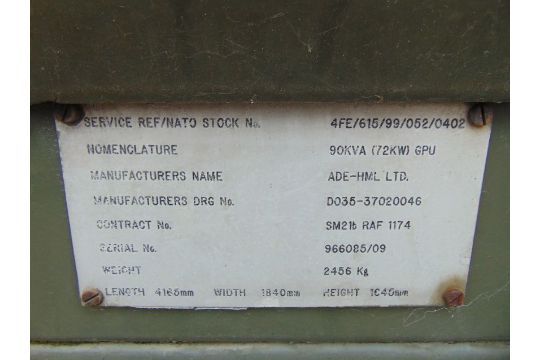 SERVICE REF/NATO STOCK No. 4FE/615/99/052/0402
NOMENCLATURE 90KVA (72KW) GPU
MANUFACTURERS NAME ADE-HML LTD.
MANUFACTURERS DRG No. D035-37020046
CONTRACT No. SM21b RAF 1174
SERIAL No. 966085/09
WEIGHT 2456 Kg
LENGTH 4165mm WIDTH 1840mm HEIGHT